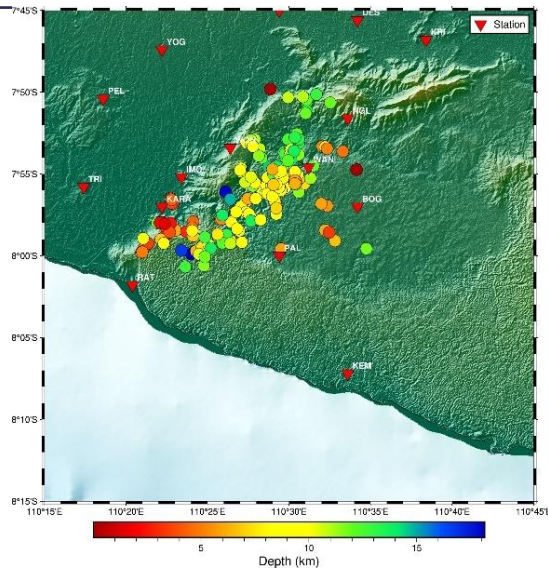 7°45'S
DES
Station
YOG
KRI
7°50'S
PEL
NGL
7°55'S
TRI
IMO
WAN
KARA
BOG
8°00'S
PAL
RAT
8°05'S
KEM
8°10'S
8°15'S
110°15'E 110°20'E 110°25'E 110°30'E 110°35'E 110°40'E 110°45'E
5 10 15
Depth (km)